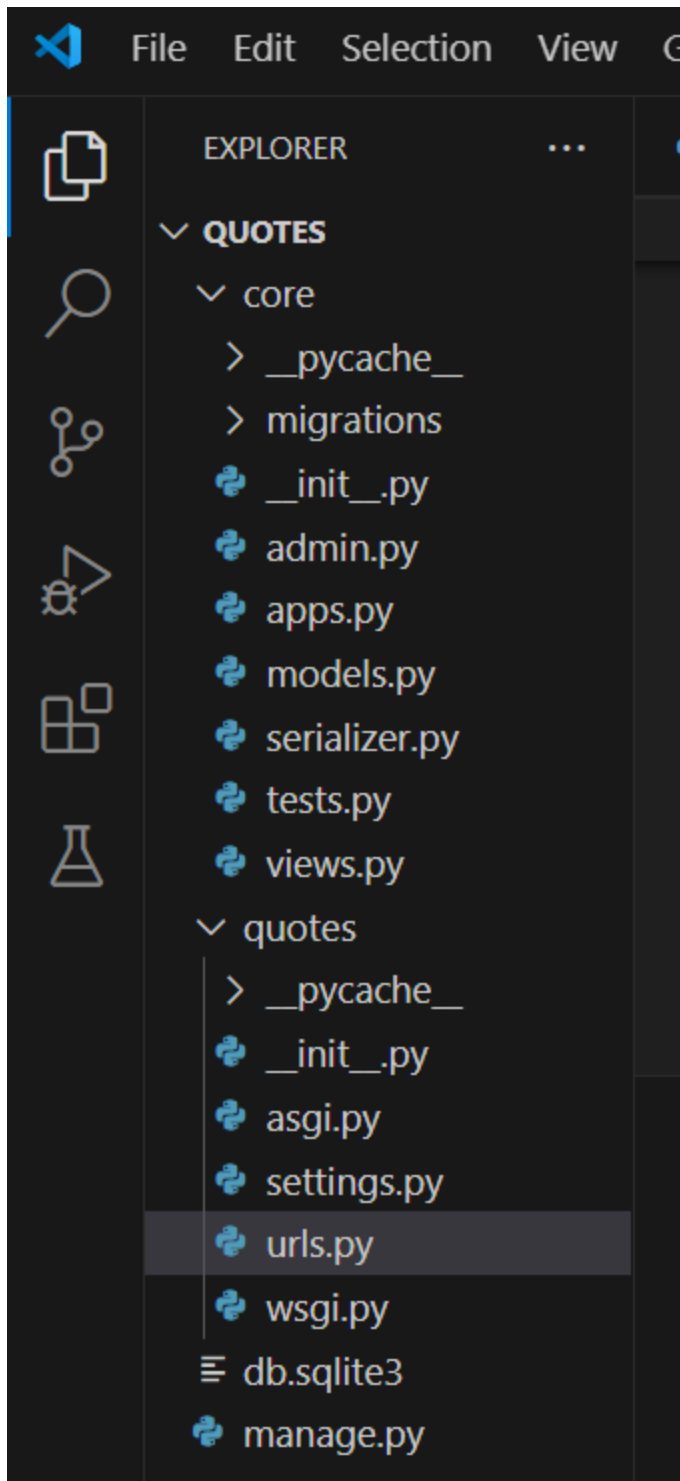 File Edit Selection View
EXPLORER
QUOTES
core
__pycache__
migrations
__init__.py
admin.py
apps.py
models.py
serializer.py
tests.py
views.py
quotes
__pycache__
__init__.py
asgi.py
settings.py
urls.py
wsgi.py
db.sqlite3
manage.py